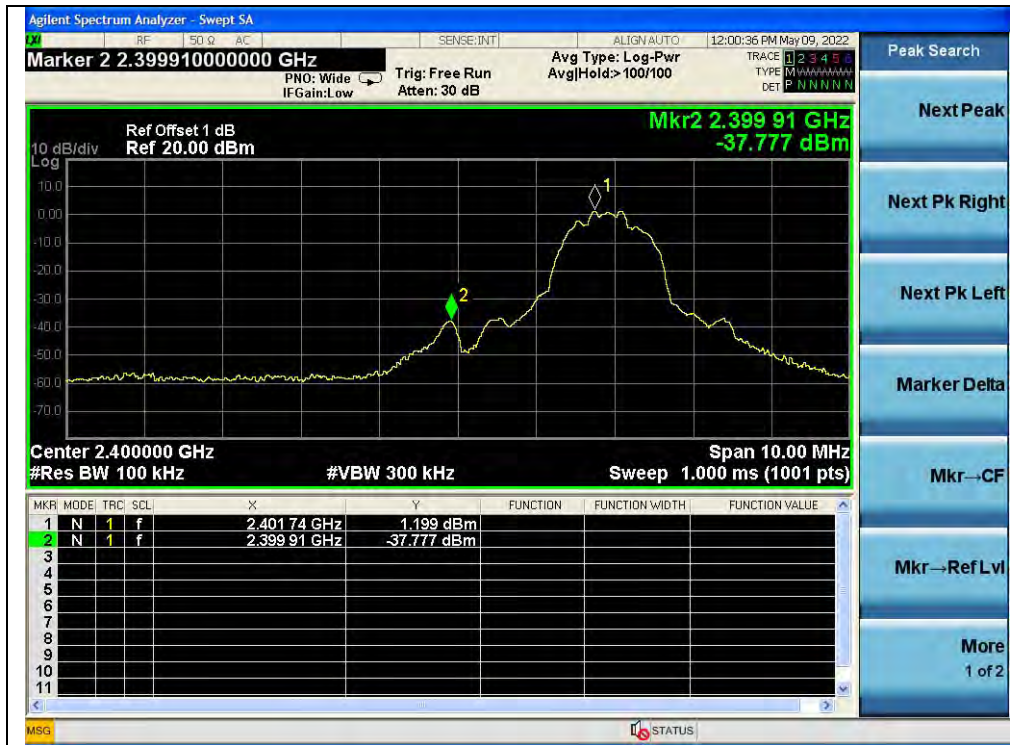 Agilent Spectrum Analyzer - Swept SA
LXI RF 50 Ω AC SENSE:INT ALIGN AUTO 12:00:36 PM May 09, 2022
Marker 2 2.399910000000 GHz
PNO: Wide Trig: Free Run Avg Type: Log-Pwr TRACE 1 2 3 4 5 6
IFGain:Low Atten: 30 dB Avg|Hold:>100/100 TYPE M
DET P N N N N N
Peak Search
Next Peak
Next Pk Right
Next Pk Left
Marker Delta
Mkr→CF
Mkr→Ref Lvl
More
1 of 2
Mkr2 2.399 91 GHz
-37.777 dBm
Ref Offset 1 dB
10 dB/div Ref 20.00 dBm
Log
10.0
0.00
-10.0
-20.0
-30.0
-40.0
-50.0
-60.0
-70.0
1
2
Center 2.400000 GHz Span 10.00 MHz
#Res BW 100 kHz #VBW 300 kHz Sweep 1.000 ms (1001 pts)
MKR MODE TRC SCL X Y FUNCTION FUNCTION WIDTH FUNCTION VALUE
1 N 1 f 2.401 74 GHz 1.199 dBm
2 N 1 f 2.399 91 GHz -37.777 dBm
3
4
5
6
7
8
9
10
11
MSG STATUS